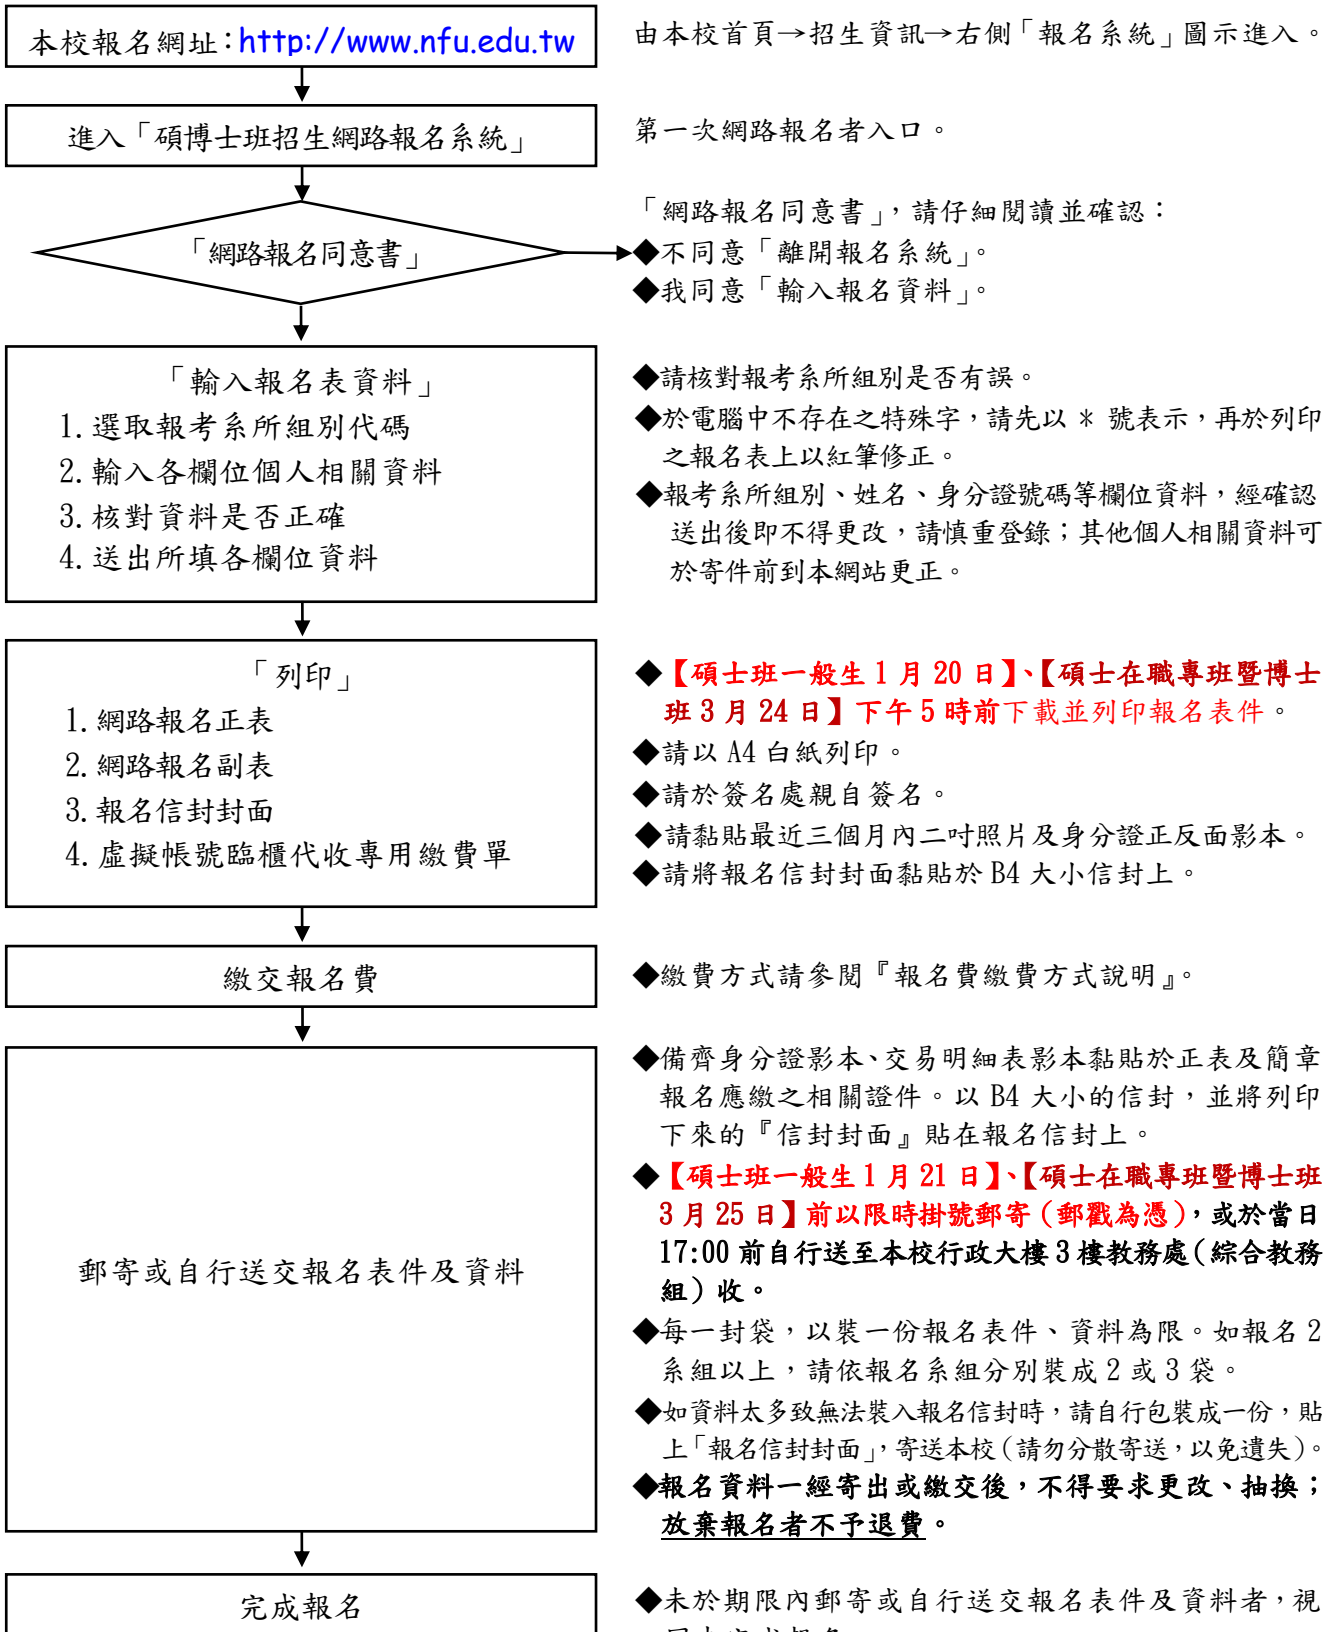 本校報名網址：http://www.nfu.edu.tw
由本校首頁→招生資訊→右側「報名系統」圖示進入。
進入「碩博士班招生網路報名系統」
第一次網路報名者入口。
「網路報名同意書」
「網路報名同意書」，請仔細閱讀並確認：
◆不同意「離開報名系統」。
◆我同意「輸入報名資料」。
「輸入報名表資料」
1.選取報考系所組別代碼
2.輸入各欄位個人相關資料
3.核對資料是否正確
4.送出所填各欄位資料
◆請核對報考系所組別是否有誤。
◆於電腦中不存在之特殊字，請先以 * 號表示，再於列印
之報名表上以紅筆修正。
◆報考系所組別、姓名、身分證號碼等欄位資料，經確認
送出後即不得更改，請慎重登錄；其他個人相關資料可
於寄件前到本網站更正。
「列印」
1.網路報名正表
2.網路報名副表
3.報名信封封面
4.虛擬帳號臨櫃代收專用繳費單
◆【碩士班一般生 1 月 20 日】、【碩士在職專班暨博士
班 3 月 24 日】下午 5 時前下載並列印報名表件。
◆請以 A4 白紙列印。
◆請於簽名處親自簽名。
◆請黏貼最近三個月內二吋照片及身分證正反面影本。
◆請將報名信封封面黏貼於 B4 大小信封上。
繳交報名費
◆繳費方式請參閱『報名費繳費方式說明』。
郵寄或自行送交報名表件及資料
◆備齊身分證影本、交易明細表影本黏貼於正表及簡章
報名應繳之相關證件。以 B4 大小的信封，並將列印
下來的『信封封面』貼在報名信封上。
◆【碩士班一般生 1 月 21 日】、【碩士在職專班暨博士班
3 月 25 日】前以限時掛號郵寄（郵戳為憑），或於當日
17:00 前自行送至本校行政大樓 3 樓教務處（綜合教務
組）收。
◆每一封袋，以裝一份報名表件、資料為限。如報名 2
系組以上，請依報名系組分別裝成 2 或 3 袋。
◆如資料太多致無法裝入報名信封時，請自行包裝成一份，貼
上「報名信封封面」，寄送本校（請勿分散寄送，以免遺失）。
◆報名資料一經寄出或繳交後，不得要求更改、抽換；
放棄報名者不予退費。
完成報名
◆未於期限內郵寄或自行送交報名表件及資料者，視